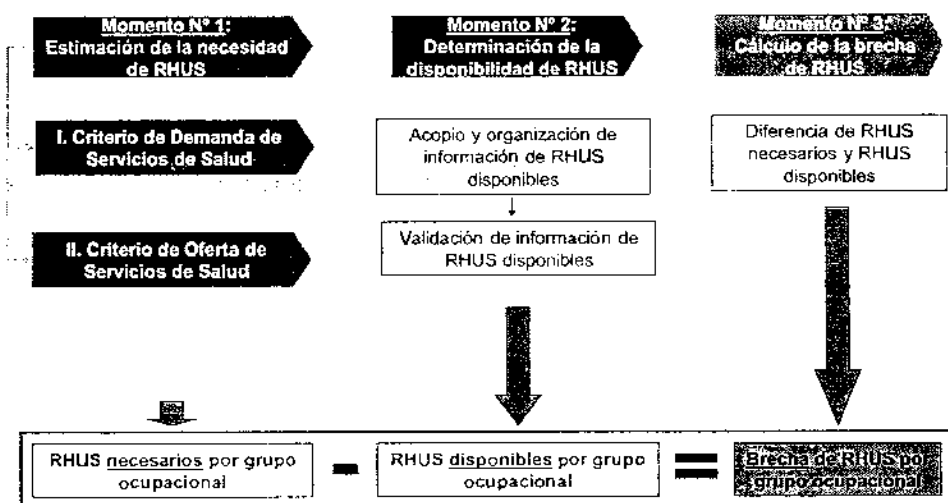 Momento Nº 1:
Estimación de la necesidad
de RHUS
Momento Nº 2:
Determinación de la
disponibilidad de RHUS
Momento Nº 3:
Cálculo de la brecha
de RHUS
I. Criterio de Demanda de
Servicios de Salud
Acopio y organización de
información de RHUS
disponibles
Diferencia de RHUS
necesarios y RHUS
disponibles
II. Criterio de Oferta de
Servicios de Salud
Validación de información de
RHUS disponibles
RHUS necesarios por grupo
ocupacional
RHUS disponibles por grupo
ocupacional
Brecha de RHUS por
grupo ocupacional